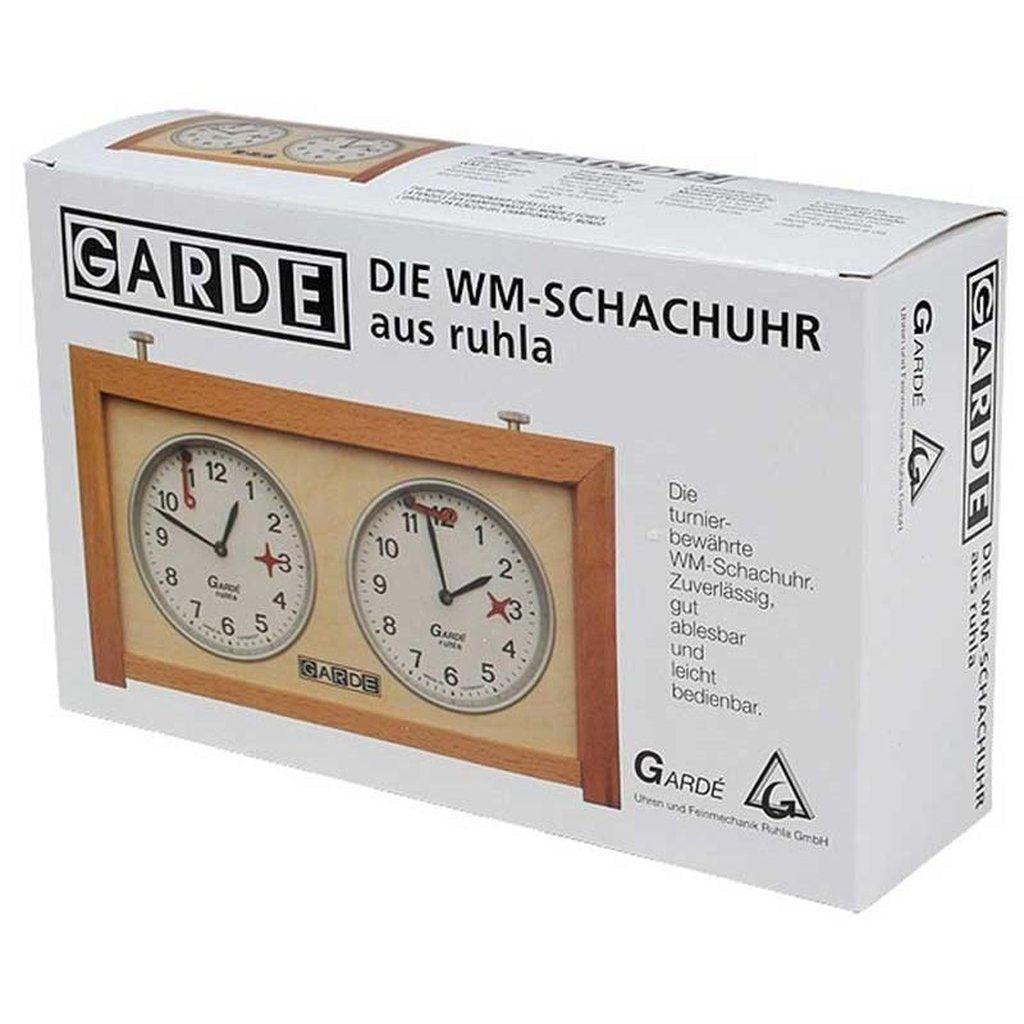 GARDE
DIE WM-SCHACHUHR
aus ruhla
11 12 1
10 2
9 3
8 4
7 6 5
GARDÉ
ruhla
11 12 1
10 2
9 3
8 4
7 6 5
GARDÉ
ruhla
GARDE
Die
turnier-
bewährte
WM-Schachuhr.
Zuverlässig,
gut
ablesbar
und
leicht
bedienbar.
GARDÉ
G
Uhren und Feinmechanik Ruhla GmbH
GARDE
DIE WM-SCHACHUHR
aus ruhla
GARDÉ
G
Uhren und Feinmechanik Ruhla GmbH